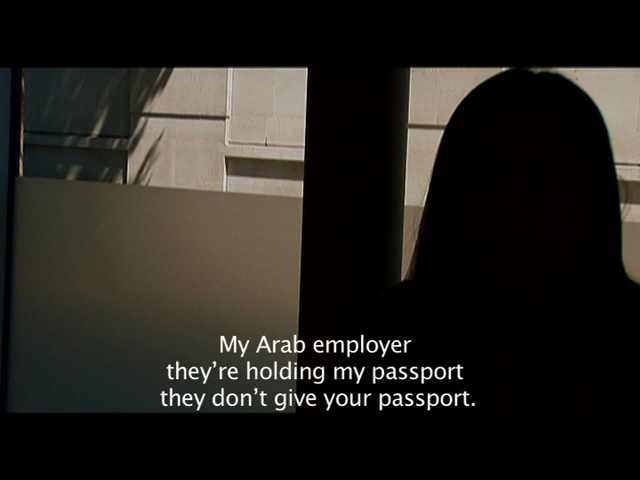 My Arab employer
they're holding my passport
they don't give your passport.